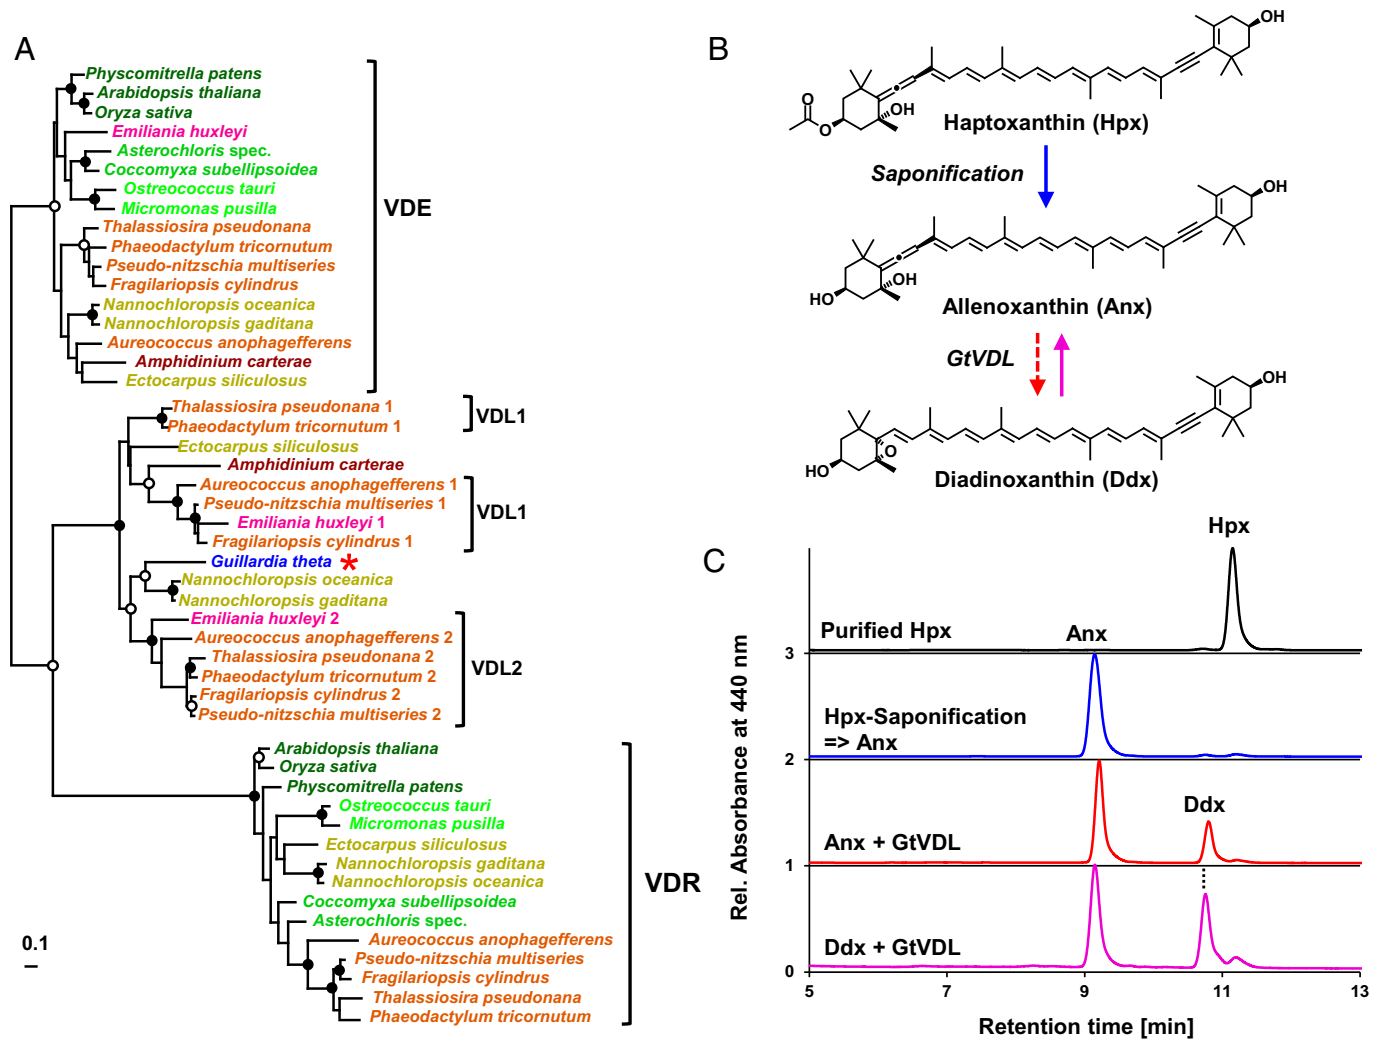 A
Physcomitrella patens
Arabidopsis thaliana
Oryza sativa
Emiliania huxleyi
Asterochloris spec.
Coccomyxa subellipsoidea
Ostreococcus tauri
Micromonas pusilla
VDE
Thalassiosira pseudonana
Phaeodactylum tricornutum
Pseudo-nitzschia multiseries
Fragilariopsis cylindrus
Nannochloropsis oceanica
Nannochloropsis gaditana
Aureococcus anophagefferens
Amphidinium carterae
Ectocarpus siliculosus
Thalassiosira pseudonana 1
Phaeodactylum tricornutum 1
VDL1
Ectocarpus siliculosus
Amphidinium carterae
Aureococcus anophagefferens 1
Pseudo-nitzschia multiseries 1
Emiliania huxleyi 1
Fragilariopsis cylindrus 1
VDL1
Guillardia theta *
Nannochloropsis oceanica
Nannochloropsis gaditana
Emiliania huxleyi 2
Aureococcus anophagefferens 2
Thalassiosira pseudonana 2
Phaeodactylum tricornutum 2
Fragilariopsis cylindrus 2
Pseudo-nitzschia multiseries 2
VDL2
Arabidopsis thaliana
Oryza sativa
Physcomitrella patens
Ostreococcus tauri
Micromonas pusilla
Ectocarpus siliculosus
Nannochloropsis gaditana
Nannochloropsis oceanica
Coccomyxa subellipsoidea
Asterochloris spec.
Aureococcus anophagefferens
Pseudo-nitzschia multiseries
Fragilariopsis cylindrus
Thalassiosira pseudonana
Phaeodactylum tricornutum
VDR
0.1
B
OH
O
O
OH
Haptoxanthin (Hpx)
Saponification
OH
HO
OH
Allenoxanthin (Anx)
GtVDL
OH
HO
O
Diadinoxanthin (Ddx)
C
Hpx
Purified Hpx
Anx
3
Hpx-Saponification
=> Anx
2
Ddx
Anx + GtVDL
1
Ddx + GtVDL
0
5 7 9 11 13
Rel. Absorbance at 440 nm
Retention time [min]